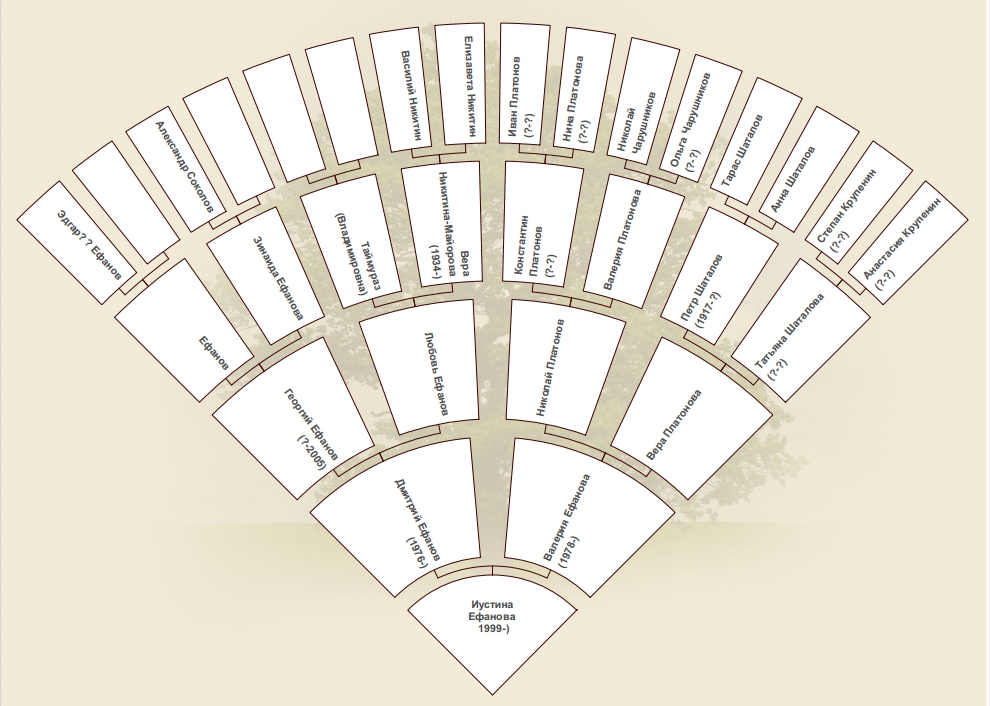 Эдгар? ? Ефанов
Александр Соколов
Василий Никитин
Елизавета Никитин
Иван Платонов
(?-?)
Нина Платонова
(?-?)
Николай
Чарушников
Ольга Чарушников
(?-?)
Тарас Шаталов
Анна Шаталов
Степан Крупенин
(?-?)
Анастасия Крупенин
(?-?)
Ефанов
Зинаида Ефанова
Таймураз
(Владимировна)
Вера
Никитина-Майорова
(1934-)
Константин
Платонов
(?-?)
Валерия Платонова
Петр Шаталов
(1917-?)
Татьяна Шаталова
(?-?)
Георгий Ефанов
(?-2005)
Любовь Ефанов
Николай Платонов
Вера Платонова
Дмитрий Ефанов
(1976-)
Валерия Ефанова
(1978-)
Иустина
Ефанова
1999-)